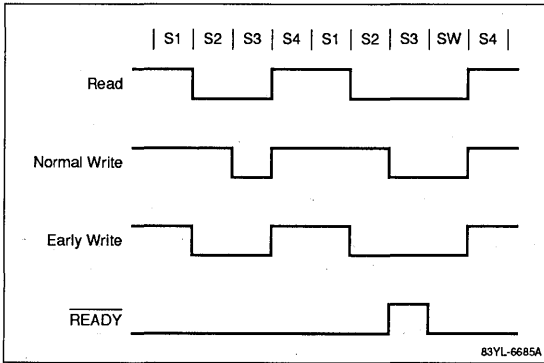 | S1 | S2 | S3 | S4 | S1 | S2 | S3 | SW | S4 |
Read
Normal Write
Early Write
READY
83YL-6685A